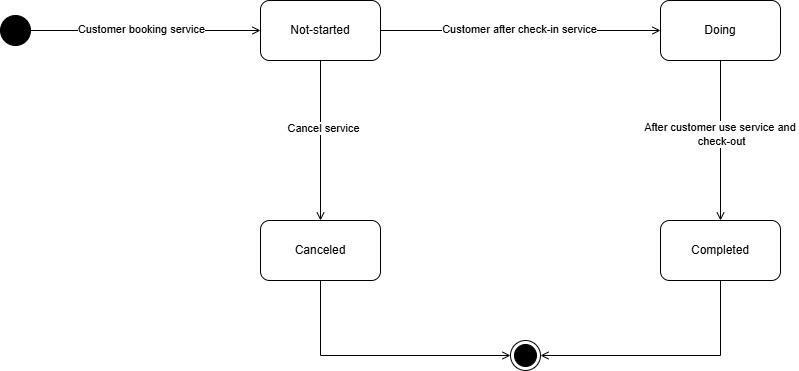 Customer booking service
Not-started
Customer after check-in service
Doing
Cancel service
After customer use service and
check-out
Canceled
Completed